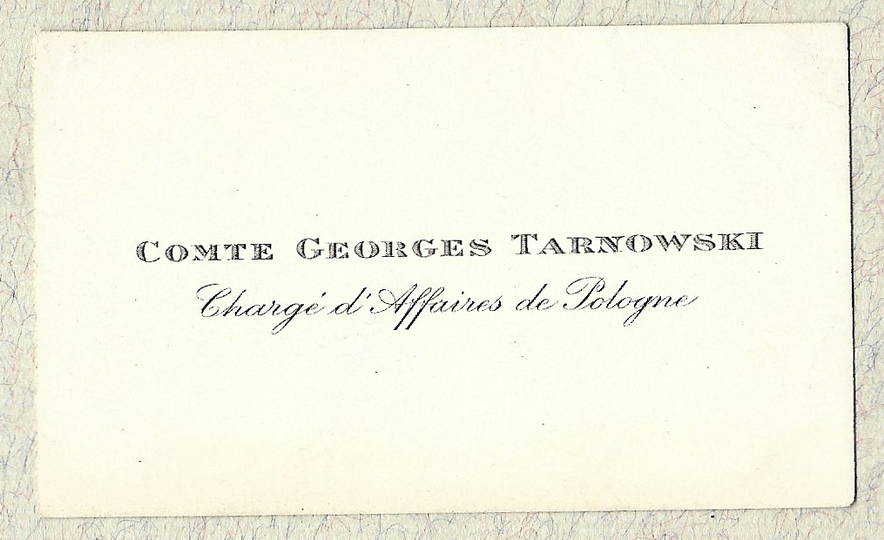 COMTE GEORGES TARNOWSKI
Chargé d'Affaires de Pologne